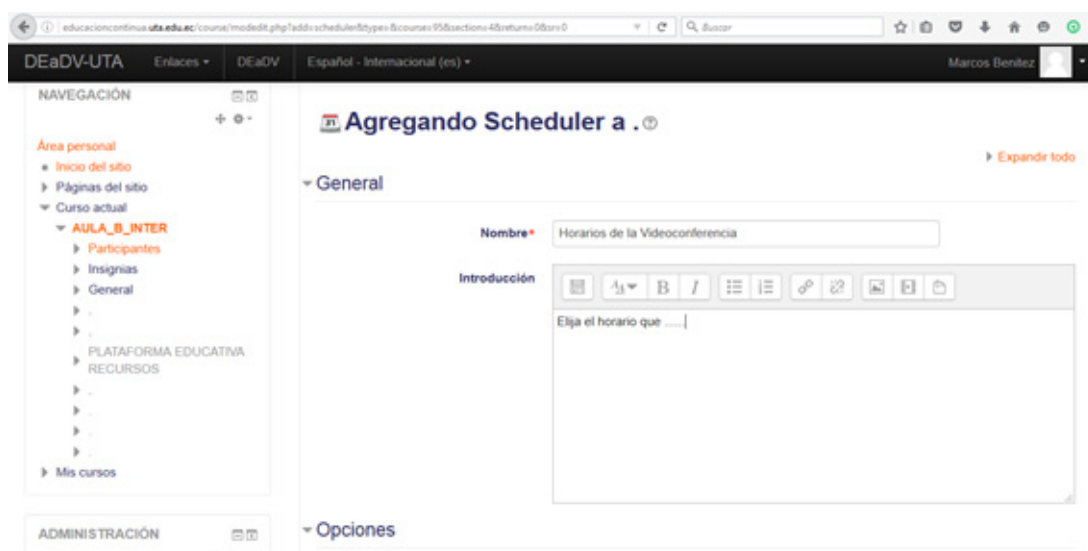 educacioncontinua.uta.edu.ec/course/modedit.php?add=scheduler&type=&course=95&section=4&return=0&sr=0
Buscar
DEaDV-UTA Enlaces DEaDV Español - Internacional (es) Marcos Benitez
NAVEGACIÓN
Área personal
Inicio del sitio
Páginas del sitio
Curso actual
AULA_B_INTER
Participantes
Insignias
General
.
.
PLATAFORMA EDUCATIVA
RECURSOS
.
.
.
.
Mis cursos
ADMINISTRACIÓN
31 Agregando Scheduler a .
Expandir todo
General
Nombre* Horarios de la Videoconferencia
Introducción
B I
Elija el horario que .....
Opciones